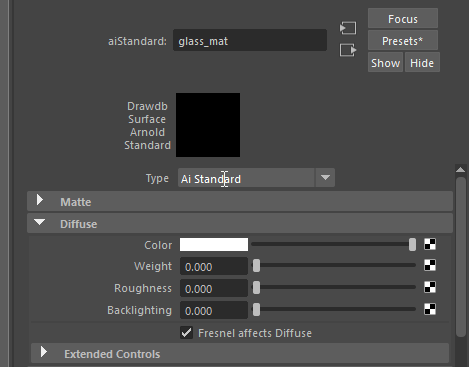 Focus
aiStandard: glass_mat
Presets*
Show Hide
Drawdb
Surface
Arnold
Standard
Type Ai Standard
Matte
Diffuse
Color
Weight 0.000
Roughness 0.000
Backlighting 0.000
Fresnel affects Diffuse
Extended Controls